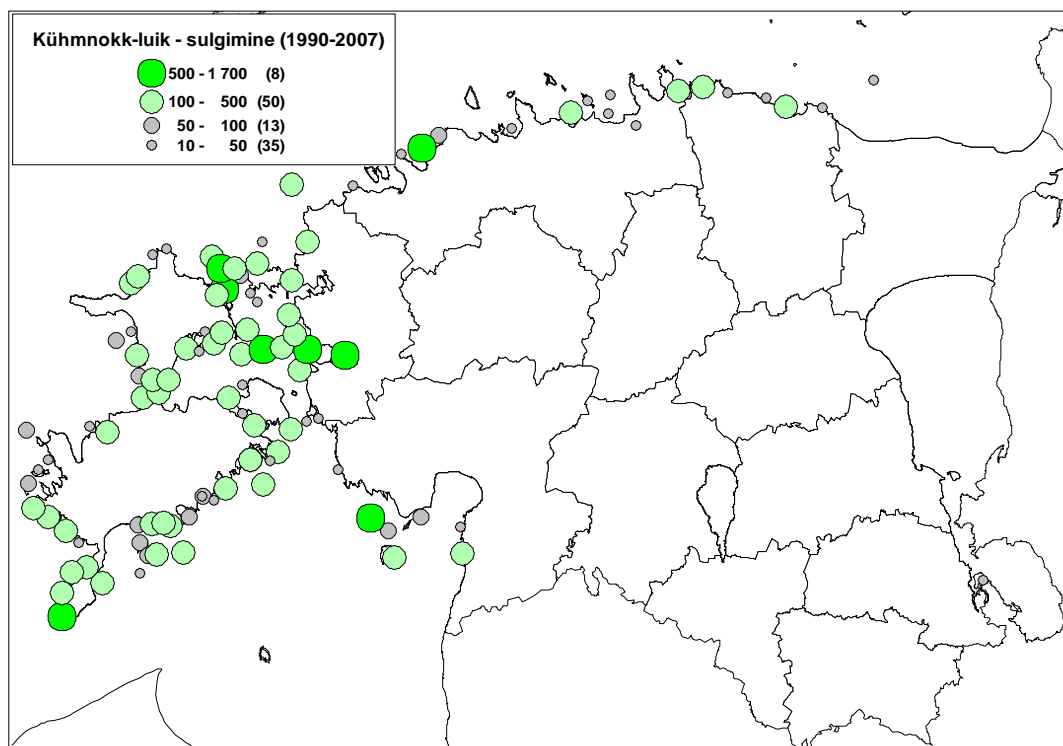 Kühmnokk-luik - sulgimine (1990-2007)
500 - 1 700 (8)
100 - 500 (50)
50 - 100 (13)
10 - 50 (35)